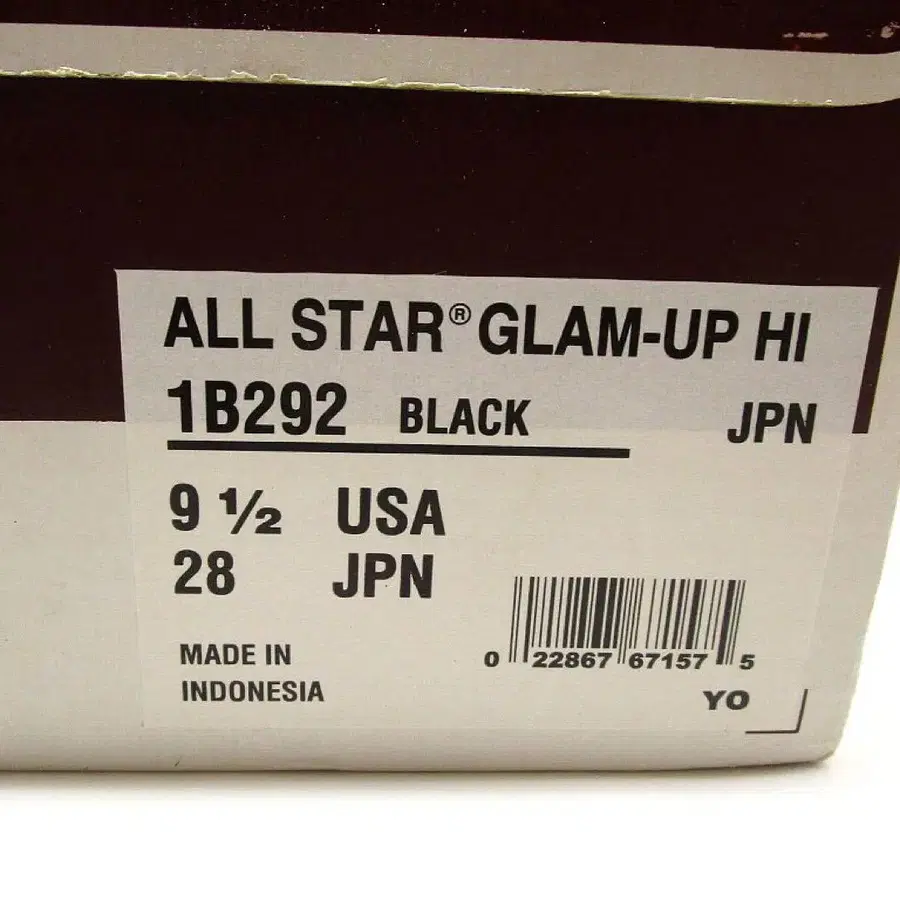 ALL STAR® GLAM-UP HI
1B292 BLACK JPN
9 ½ USA
28 JPN
MADE IN
INDONESIA
0 22867 67157 5
YO